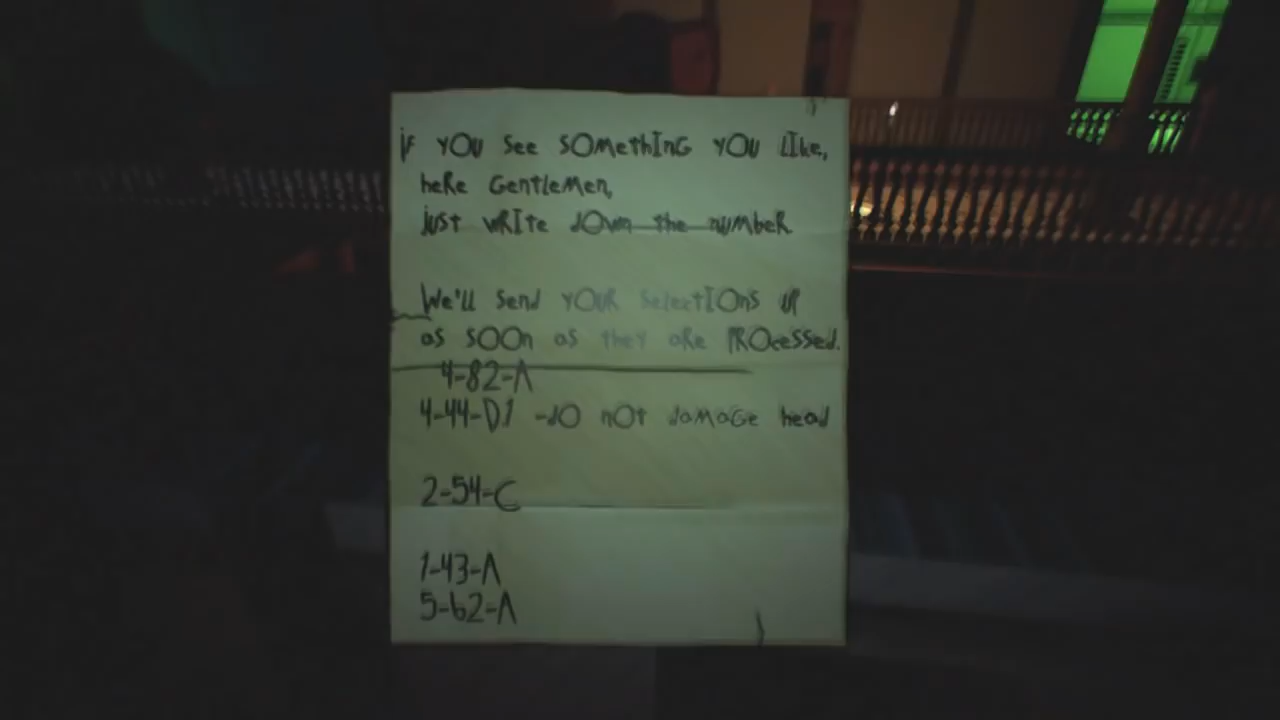 if YOU see sOMethInG YOU LIke,
heRe GentleMen,
just wRIte dOwn the nuMbeR
We'll send YOUR selectIOns uP
as sOOn as they aRe PROcessed.
4-82-A
4-44-D1 -dO nOt daMaGe head
2-54-C
1-43-A
5-62-A